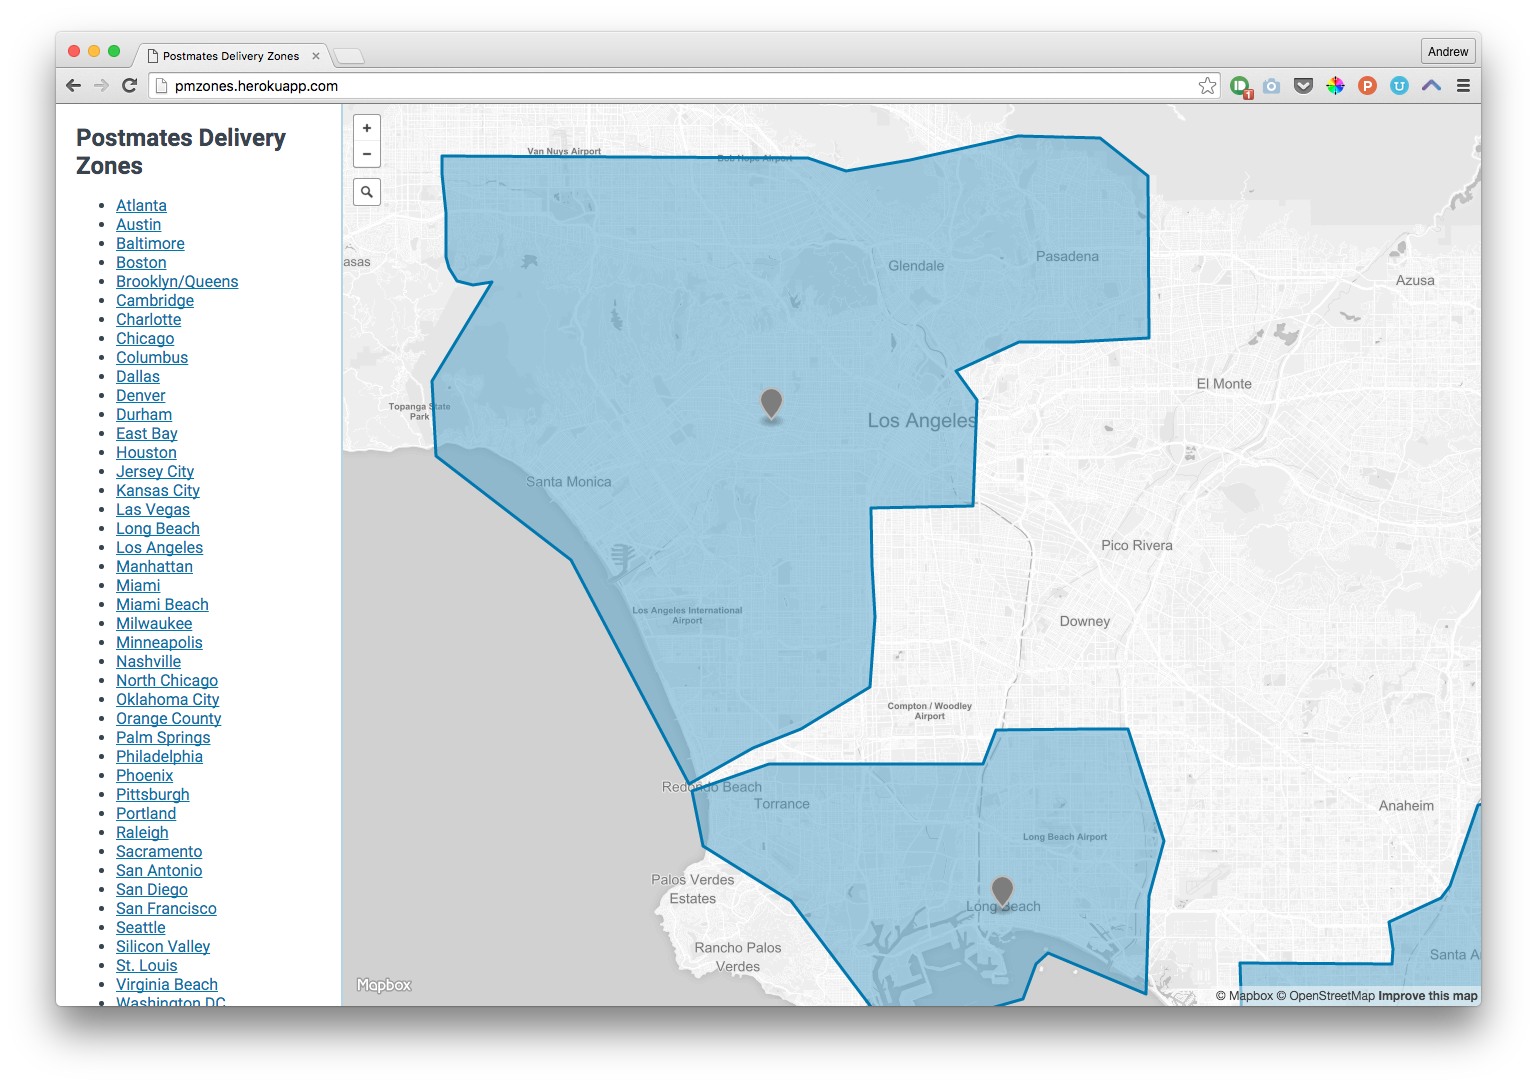 Postmates Delivery Zones
Andrew
pmzones.herokuapp.com
1
P
Postmates Delivery
Zones
Atlanta
Austin
Baltimore
Boston
Brooklyn/Queens
Cambridge
Charlotte
Chicago
Columbus
Dallas
Denver
Durham
East Bay
Houston
Jersey City
Kansas City
Las Vegas
Long Beach
Los Angeles
Manhattan
Miami
Miami Beach
Milwaukee
Minneapolis
Nashville
North Chicago
Oklahoma City
Orange County
Palm Springs
Philadelphia
Phoenix
Pittsburgh
Portland
Raleigh
Sacramento
San Antonio
San Diego
San Francisco
Seattle
Silicon Valley
St. Louis
Virginia Beach
Washington DC
+
−
Van Nuys Airport
Bob Hope Airport
asas
Glendale
Pasadena
Azusa
Topanga State
Park
El Monte
Los Angeles
Santa Monica
Pico Rivera
Los Angeles International
Airport
Downey
Compton / Woodley
Airport
Redondo Beach
Torrance
Anaheim
Long Beach Airport
Palos Verdes
Estates
Long Beach
Rancho Palos
Verdes
Santa A
Mapbox
© Mapbox © OpenStreetMap Improve this map